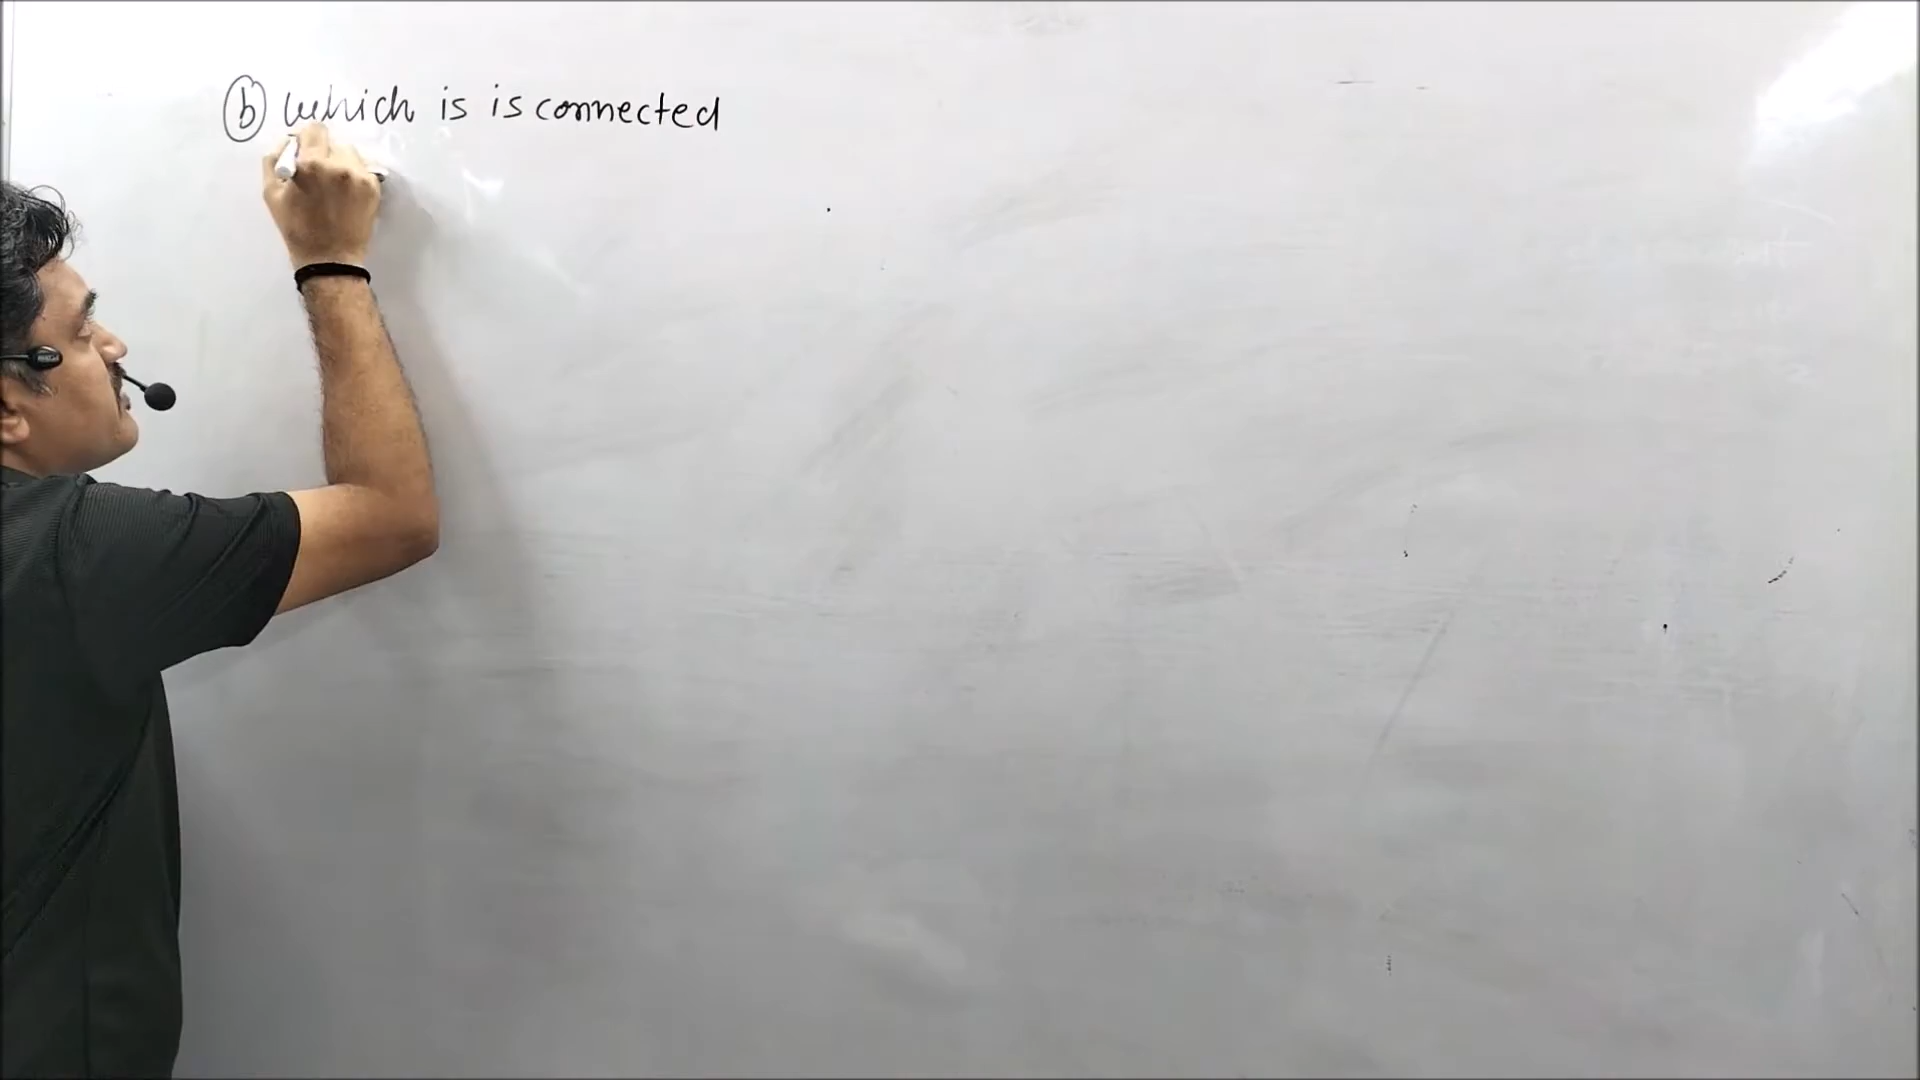 ⓑ which is is connected